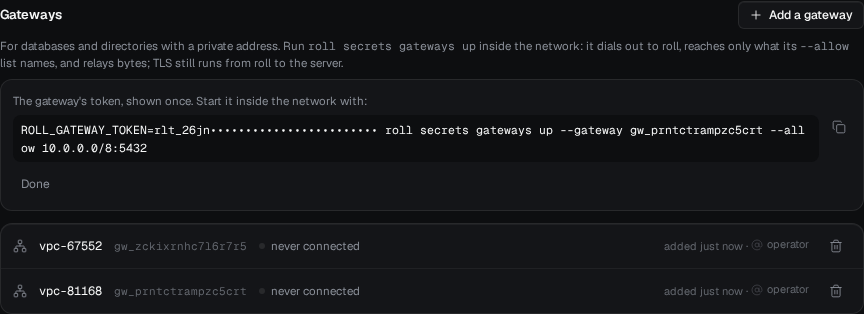 Gateways
Add a gateway
For databases and directories with a private address. Run roll secrets gateways up inside the network: it dials out to roll, reaches only what its --allow
list names, and relays bytes; TLS still runs from roll to the server.
The gateway's token, shown once. Start it inside the network with:
ROLL_GATEWAY_TOKEN=rlt_26jn•••••••••••••••••••••••• roll secrets gateways up --gateway gw_prntctrampzc5crt --all
ow 10.0.0.0/8:5432
Done
vpc-67552 gw_zckixrnhc7l6r7r5 never connected added just now · @ operator
vpc-81168 gw_prntctrampzc5crt never connected added just now · @ operator